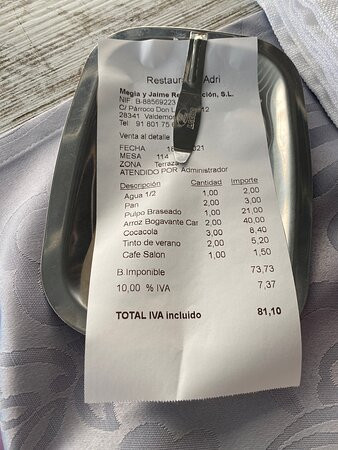 Restau Adri
Megia y Jaime Re ción, S.L.
NIF. B-88569223
C/ Párroco Don L 12
28341 Valdemor
Tel 91 801 75 6
Venta al detalle
FECHA 16 021
MESA 114
ZONA Terraza
ATENDIDO POR Administrador
Descripción Cantidad Importe
Agua 1/2 1,00 2,00
Pan 2,00 3,00
Pulpo Braseado 1,00 21,00
Arroz Bogavante Car 2,00 40,00
Cocacola 3,00 8,40
Tinto de verano 2,00 5,20
Cafe Salon 1,00 1,50
B.Imponible 73,73
10,00 % IVA 7,37
TOTAL IVA incluido 81,10